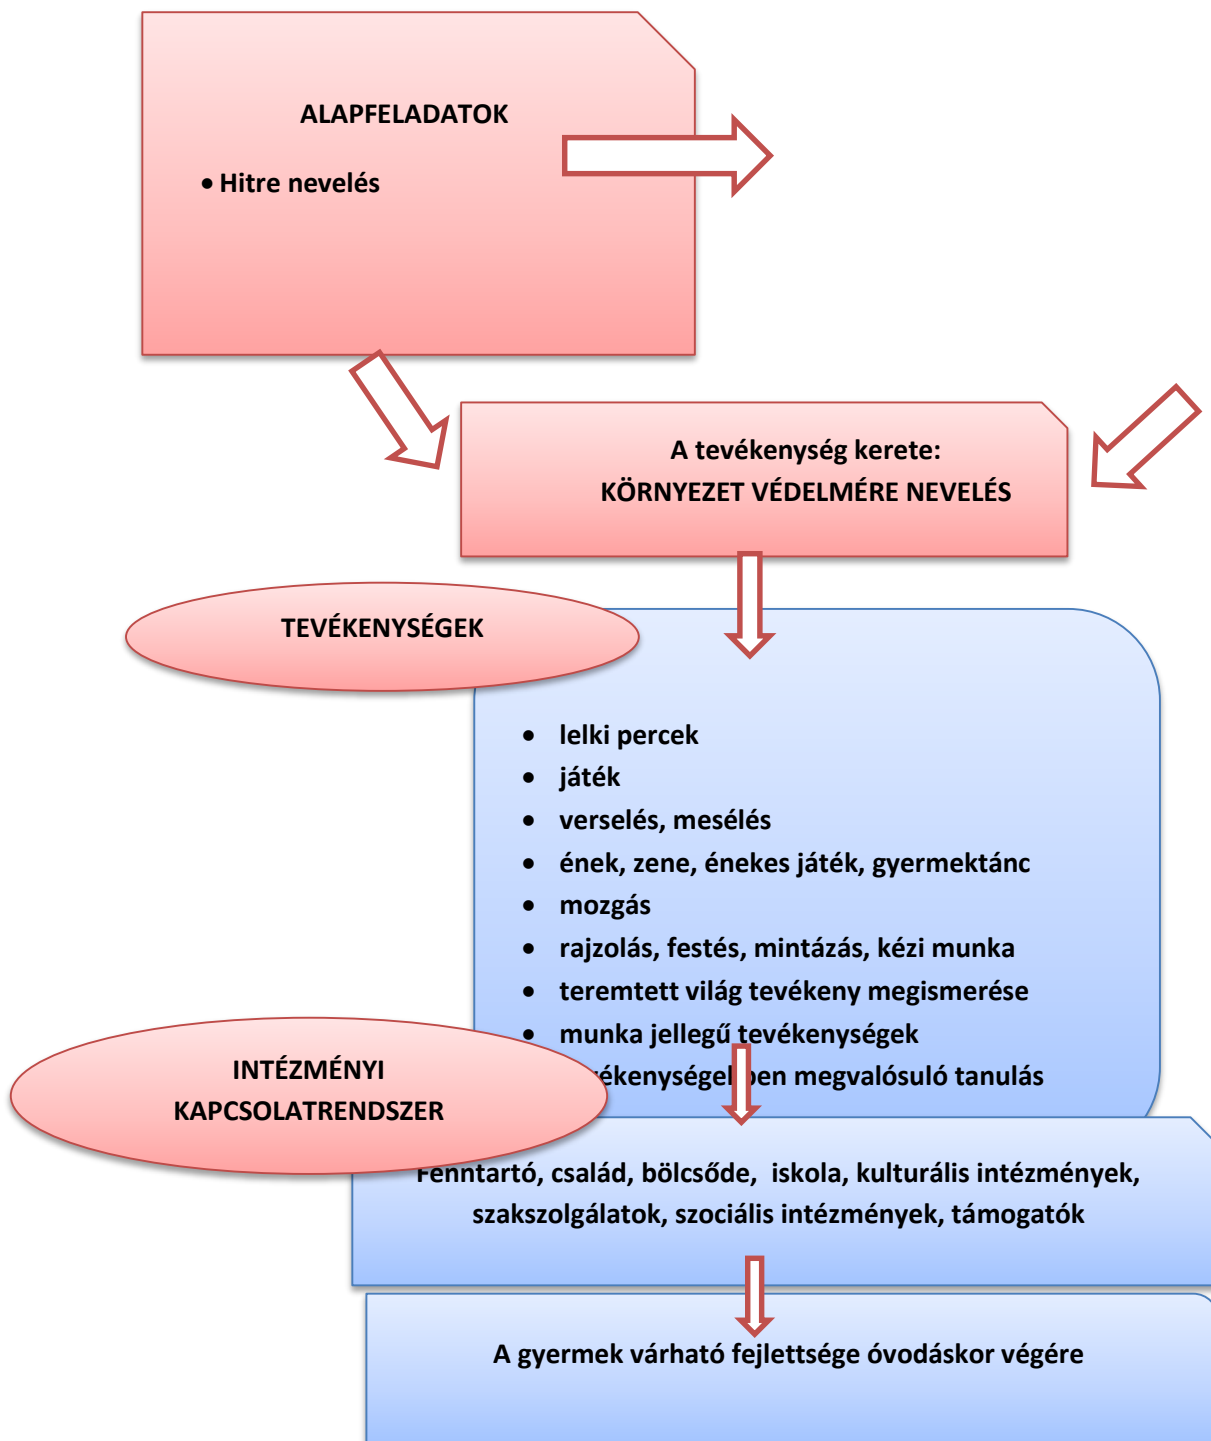 ALAPFELADATOK
• Hitre nevelés
A tevékenység kerete:
KÖRNYEZET VÉDELMÉRE NEVELÉS
TEVÉKENYSÉGEK
• lelki percek
• játék
• verselés, mesélés
• ének, zene, énekes játék, gyermektánc
• mozgás
• rajzolás, festés, mintázás, kézi munka
• teremtett világ tevékeny megismerése
• munka jellegű tevékenységek
megvalósuló tanulás
INTÉZMÉNYI
KAPCSOLATRENDSZER
Fenntartó, család, bölcsőde, iskola, kulturális intézmények,
szakszolgálatok, szociális intézmények, támogatók
A gyermek várható fejlettsége óvodáskor végére